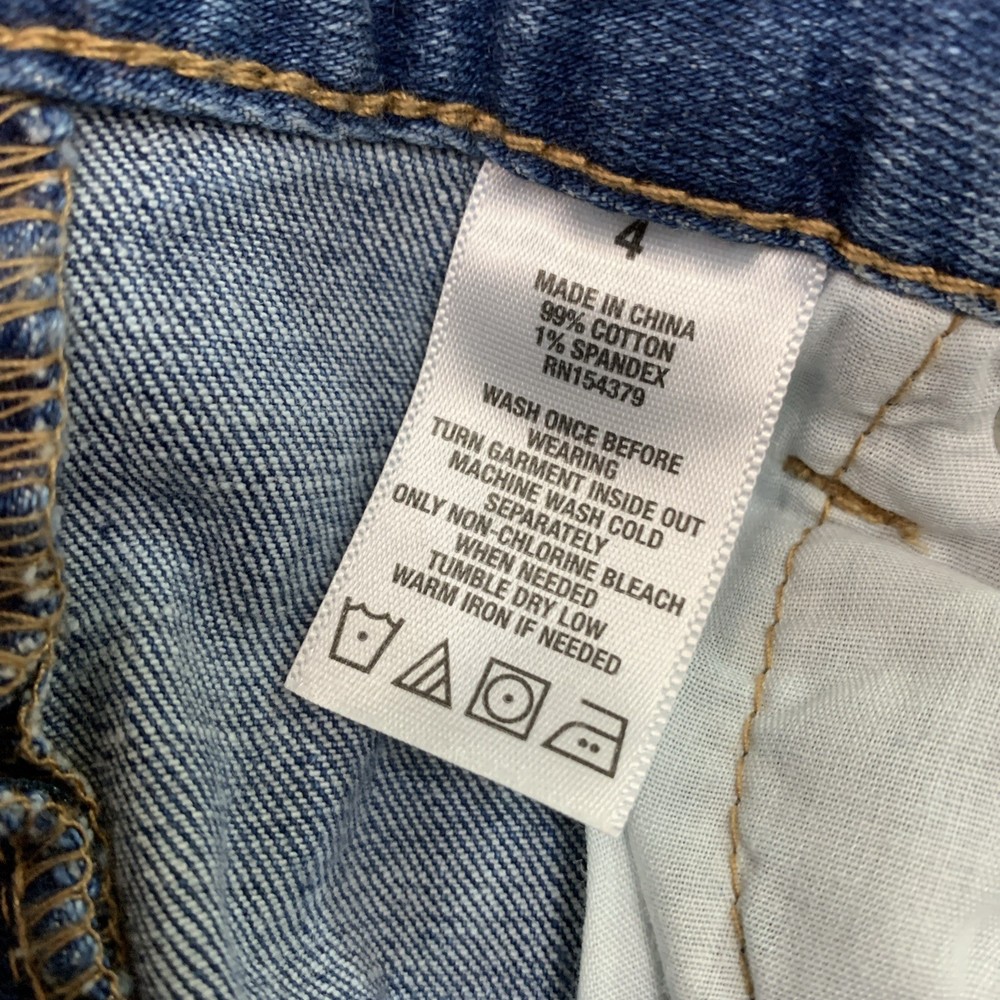 4
MADE IN CHINA
99% COTTON
1% SPANDEX
RN154379
WASH ONCE BEFORE
WEARING
TURN GARMENT INSIDE OUT
MACHINE WASH COLD
SEPARATELY
ONLY NON-CHLORINE BLEACH
WHEN NEEDED
TUMBLE DRY LOW
WARM IRON IF NEEDED